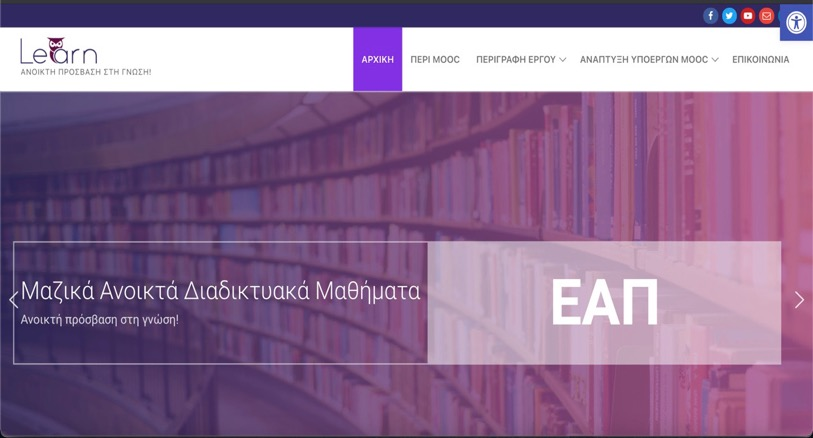 Learn
ΑΝΟΙΚΤΗ ΠΡΟΣΒΑΣΗ ΣΤΗ ΓΝΩΣΗ!
ΑΡΧΙΚΗ
ΠΕΡΙ MOOC
ΠΕΡΙΓΡΑΦΗ ΕΡΓΟΥ
ΑΝΑΠΤΥΞΗ ΥΠΟΕΡΓΩΝ MOOC
ΕΠΙΚΟΙΝΩΝΙΑ
Μαζικά Ανοικτά Διαδικτυακά Μαθήματα
Ανοικτή πρόσβαση στη γνώση!
ΕΑΠ